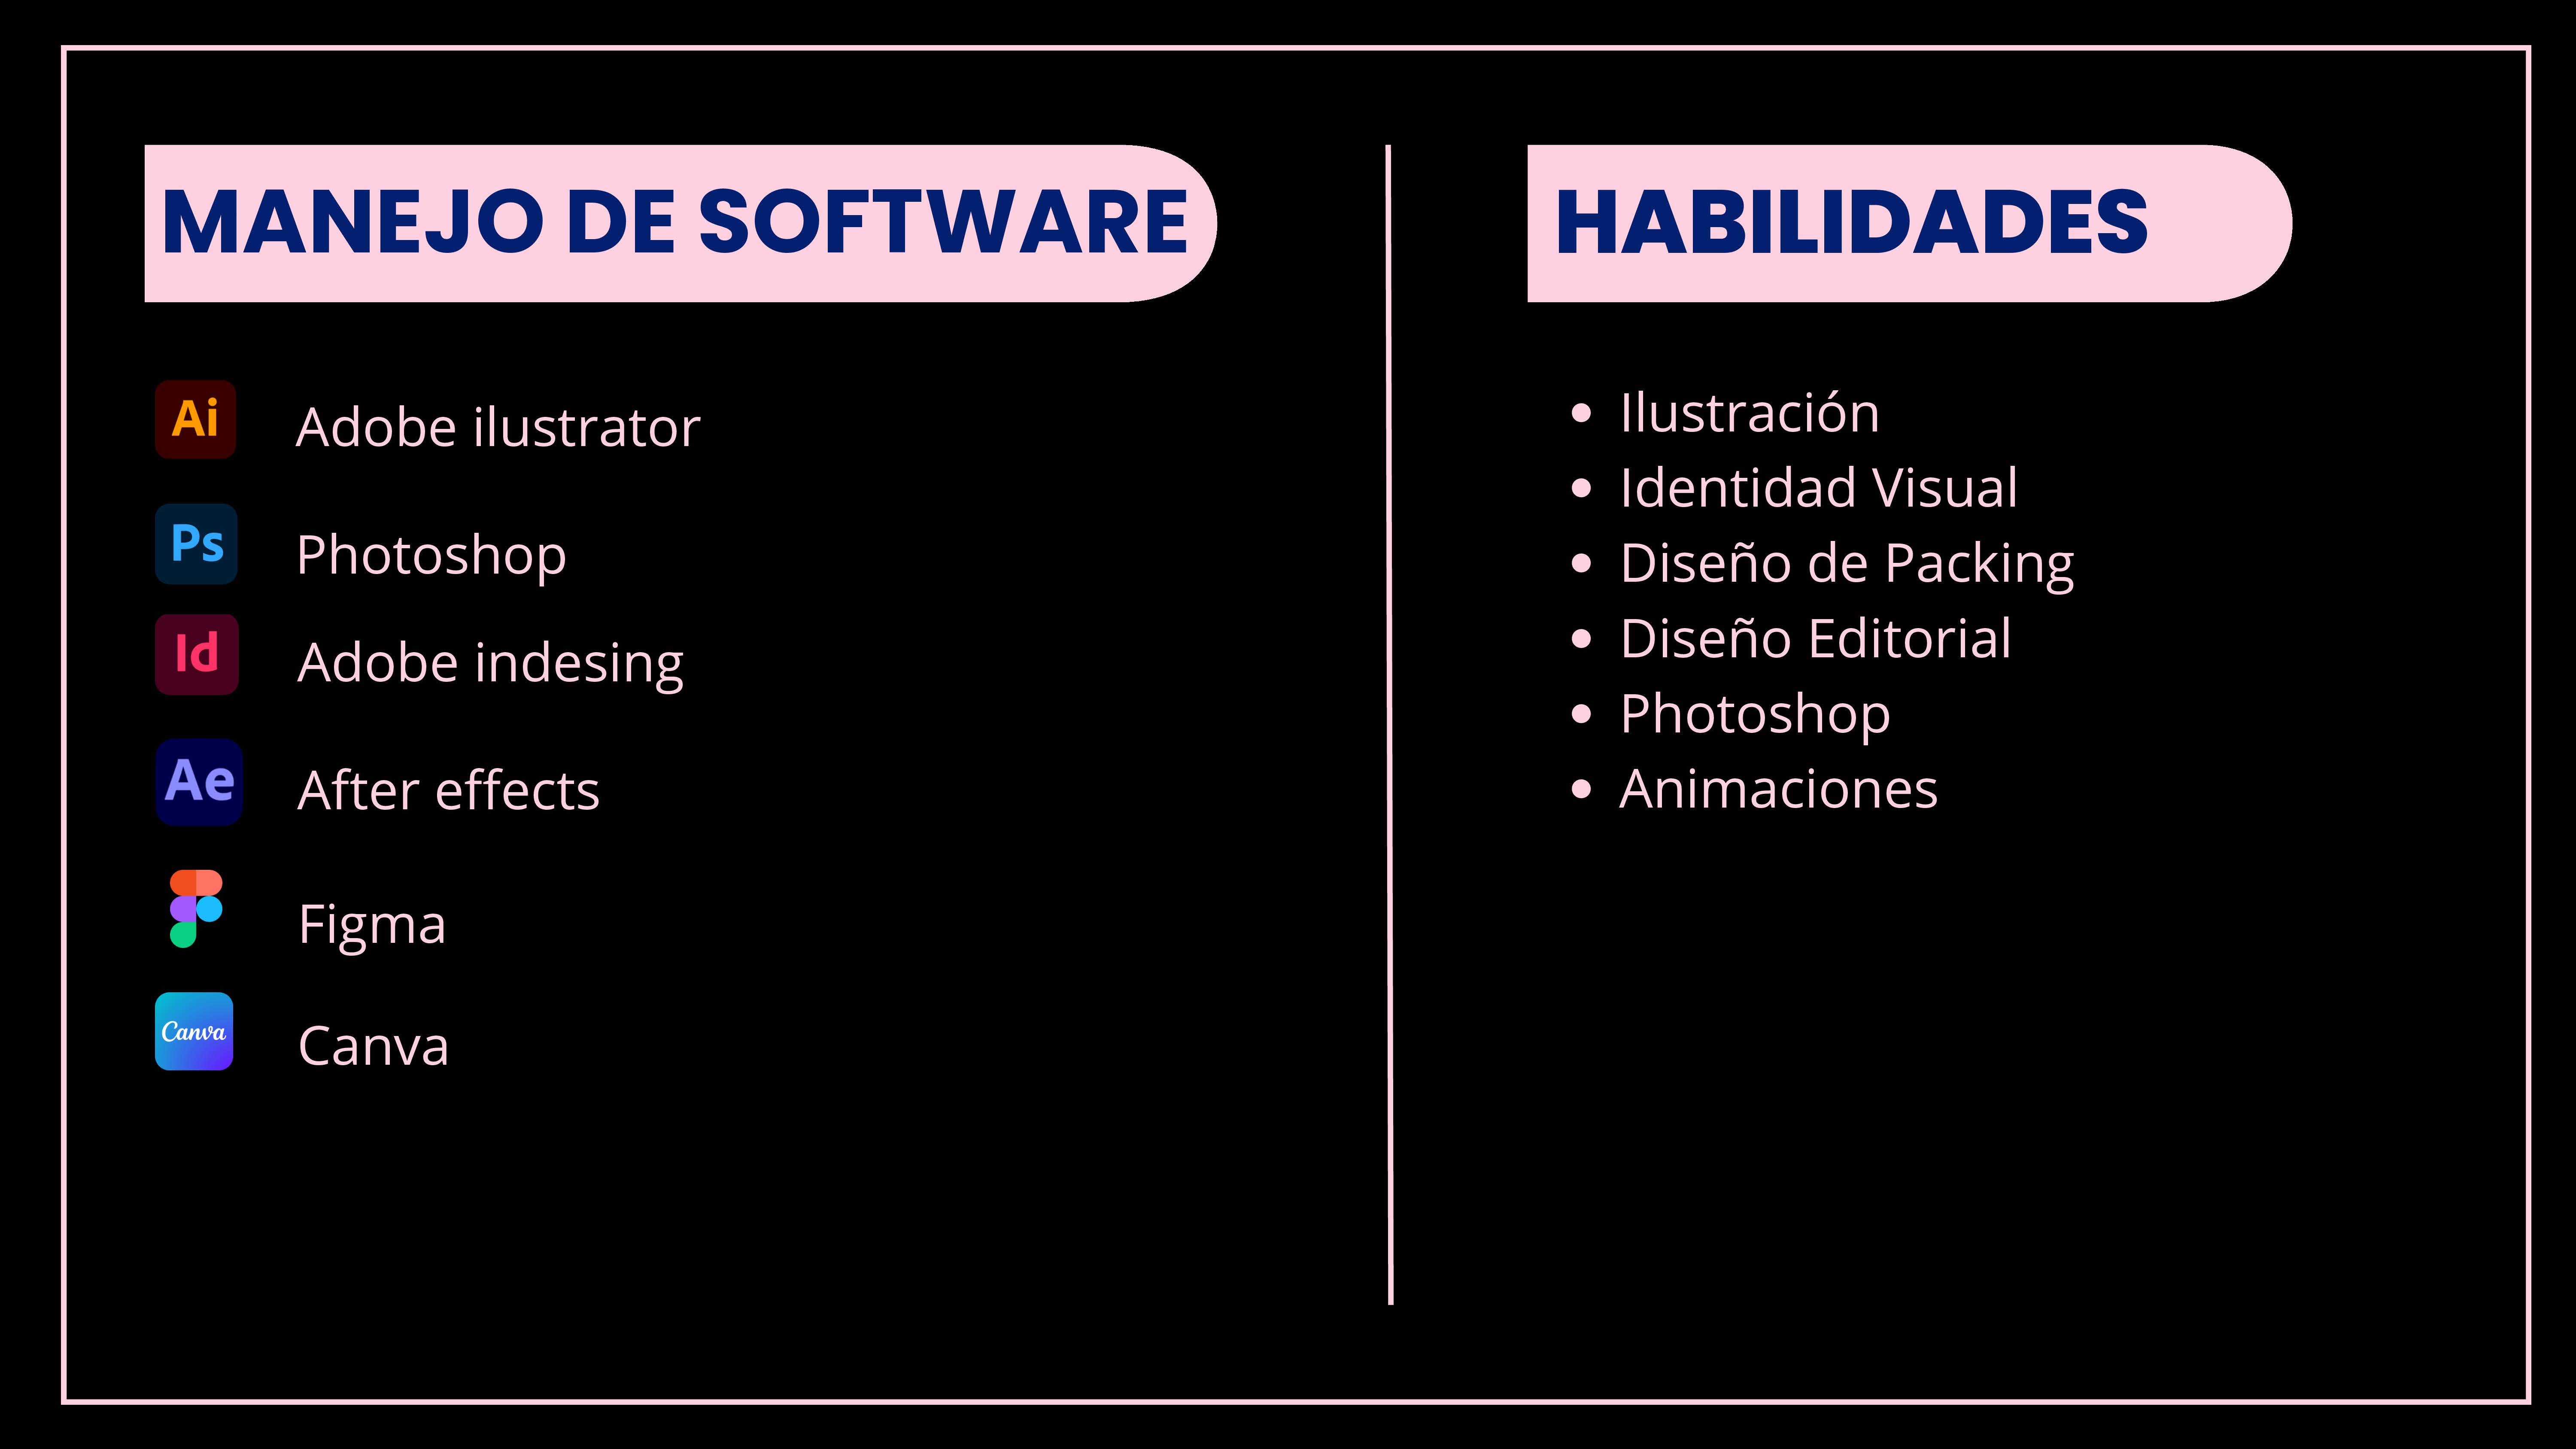 MANEJO DE SOFTWARE
Ai Adobe ilustrator
Ps Photoshop
Id Adobe indesing
Ae After effects
Figma
Canva Canva
HABILIDADES
• Ilustración
• Identidad Visual
• Diseño de Packing
• Diseño Editorial
• Photoshop
• Animaciones